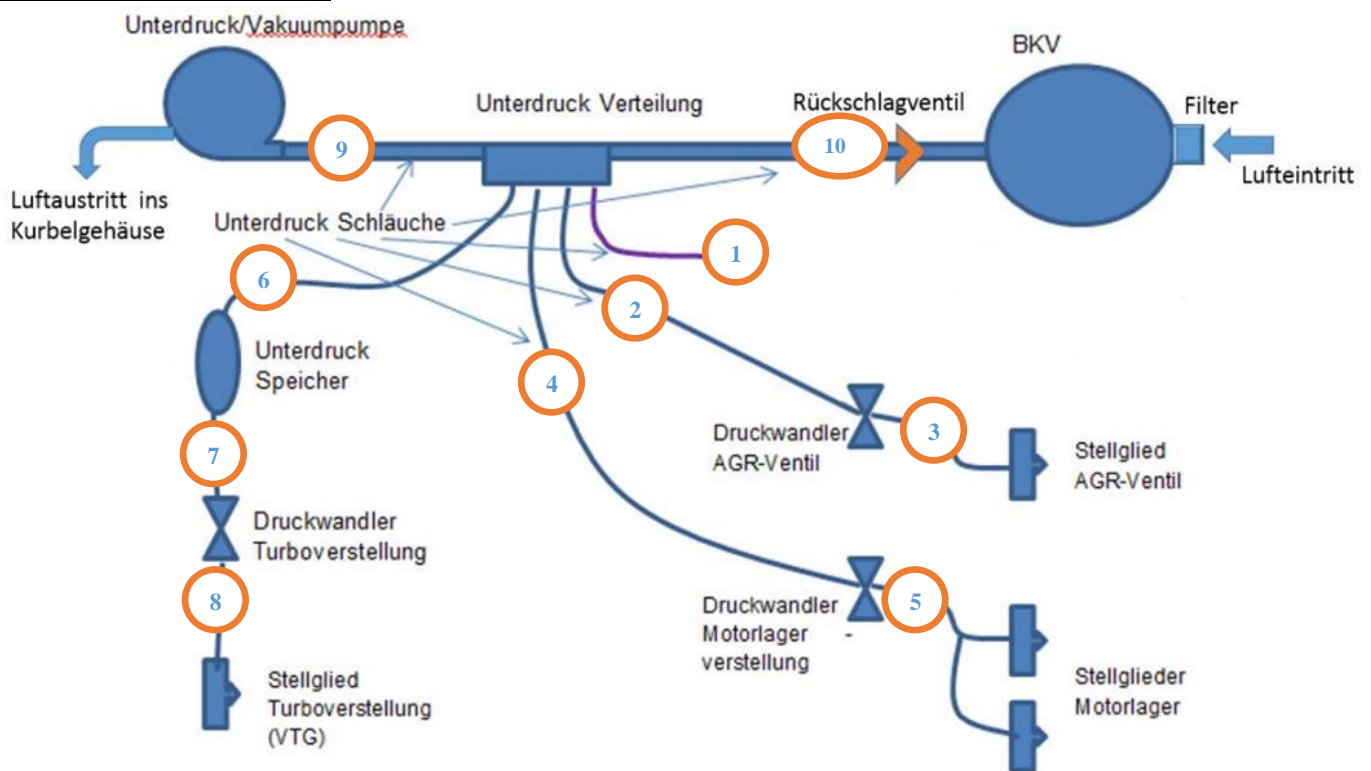 Unterdruck/Vakuumpumpe
BKV
Unterdruck Verteilung
Rückschlagventil
Filter
9
10
Lufteintritt
Luftaustritt ins
Kurbelgehäuse
Unterdruck Schläuche
1
6
2
Unterdruck
Speicher
4
7
Druckwandler
AGR-Ventil
3
Stellglied
AGR-Ventil
Druckwandler
Turboverstellung
8
Druckwandler
Motorlager -
verstellung
5
Stellglied
Turboverstellung
(VTG)
Stellglieder
Motorlager